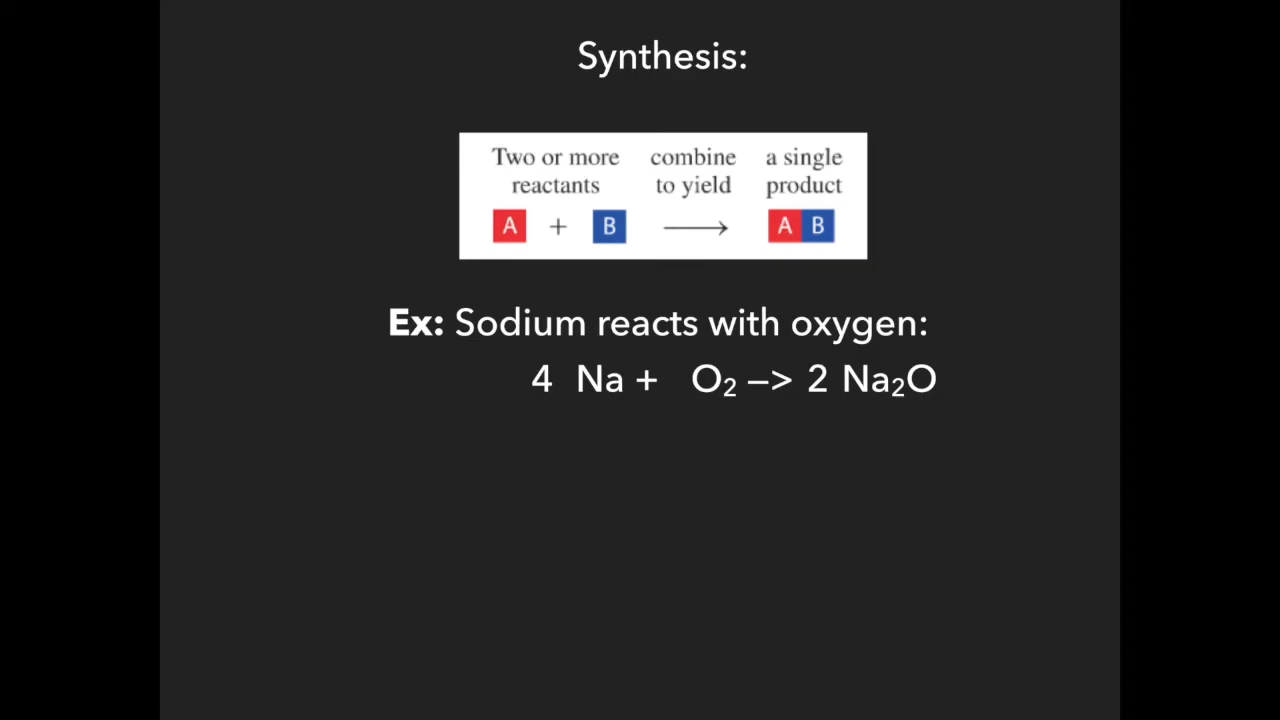 Synthesis:
Two or more combine a single
reactants to yield product
A + B ⟶ A B
Ex: Sodium reacts with oxygen:
4 Na + O₂ —> 2 Na₂O